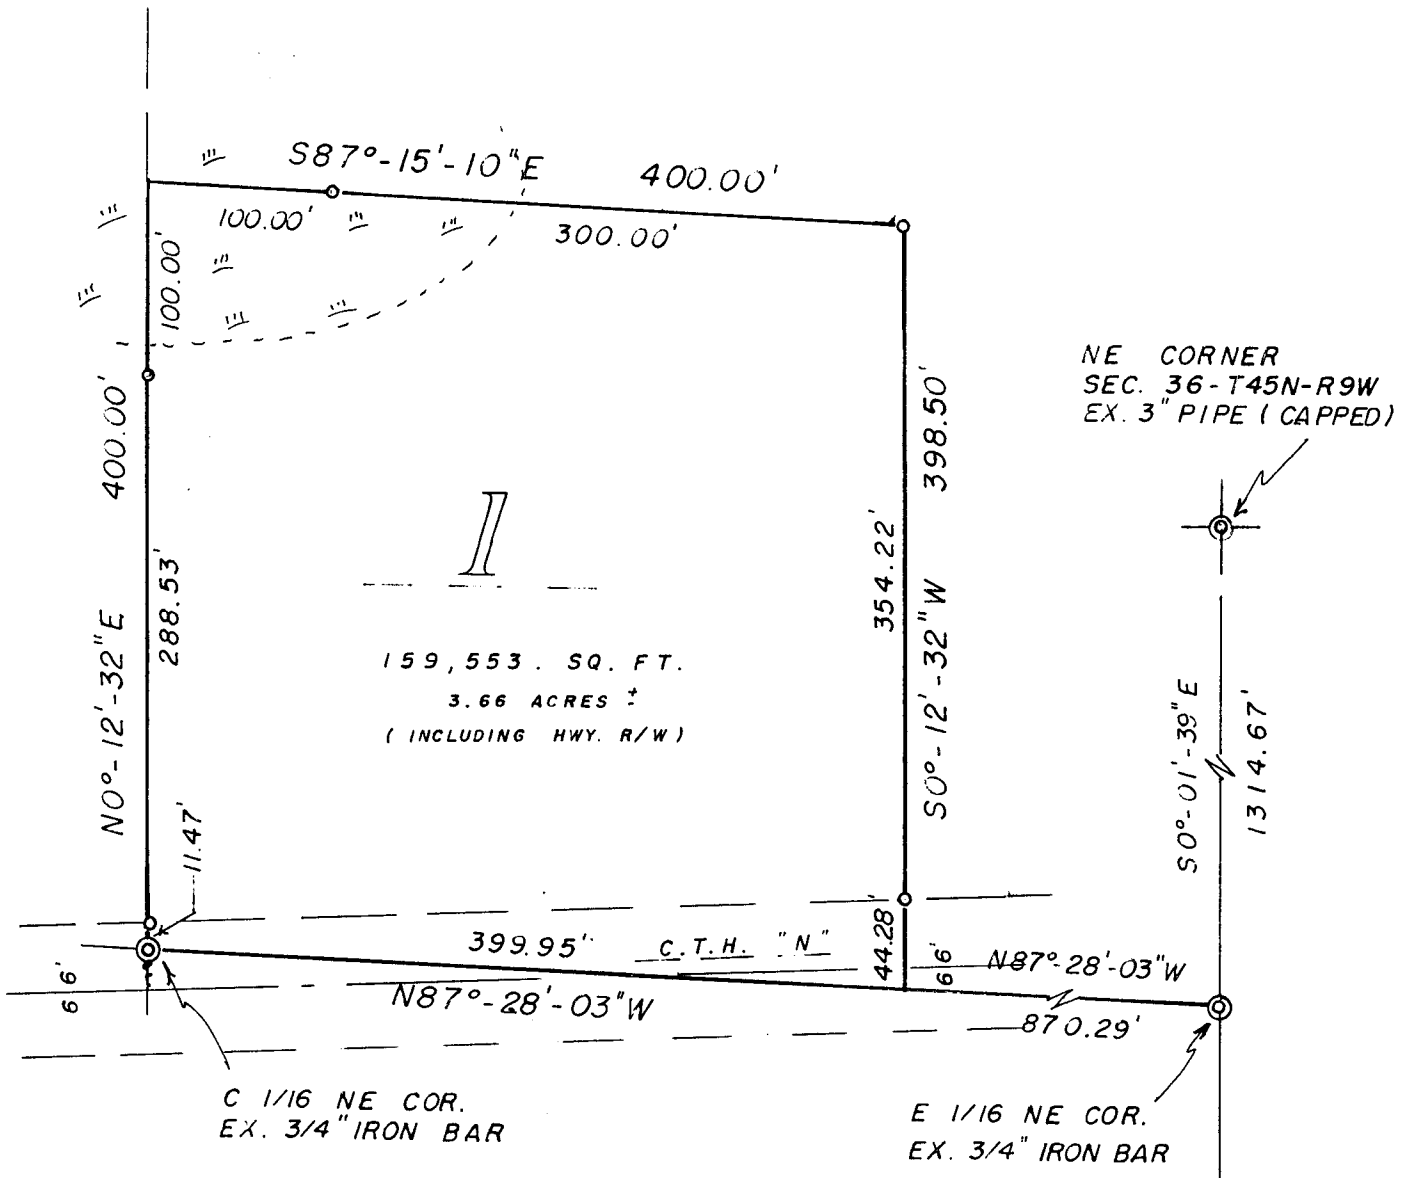 S87°-15'-10"E 400.00'
100.00' 300.00'
100.00'
400.00'
N0°-12'-32"E
288.53'
11.47'
1
159,553. SQ. FT.
3.66 ACRES ±
( INCLUDING HWY. R/W )
398.50'
354.22'
S0°-12'-32"W
44.28'
NE CORNER
SEC. 36-T45N-R9W
EX. 3" PIPE ( CAPPED)
S0°-01'-39"E
1314.67'
399.95'
C.T.H. "N"
66'
66'
N87°-28'-03"W
N87°-28'-03"W
870.29'
C 1/16 NE COR.
EX. 3/4" IRON BAR
E 1/16 NE COR.
EX. 3/4" IRON BAR